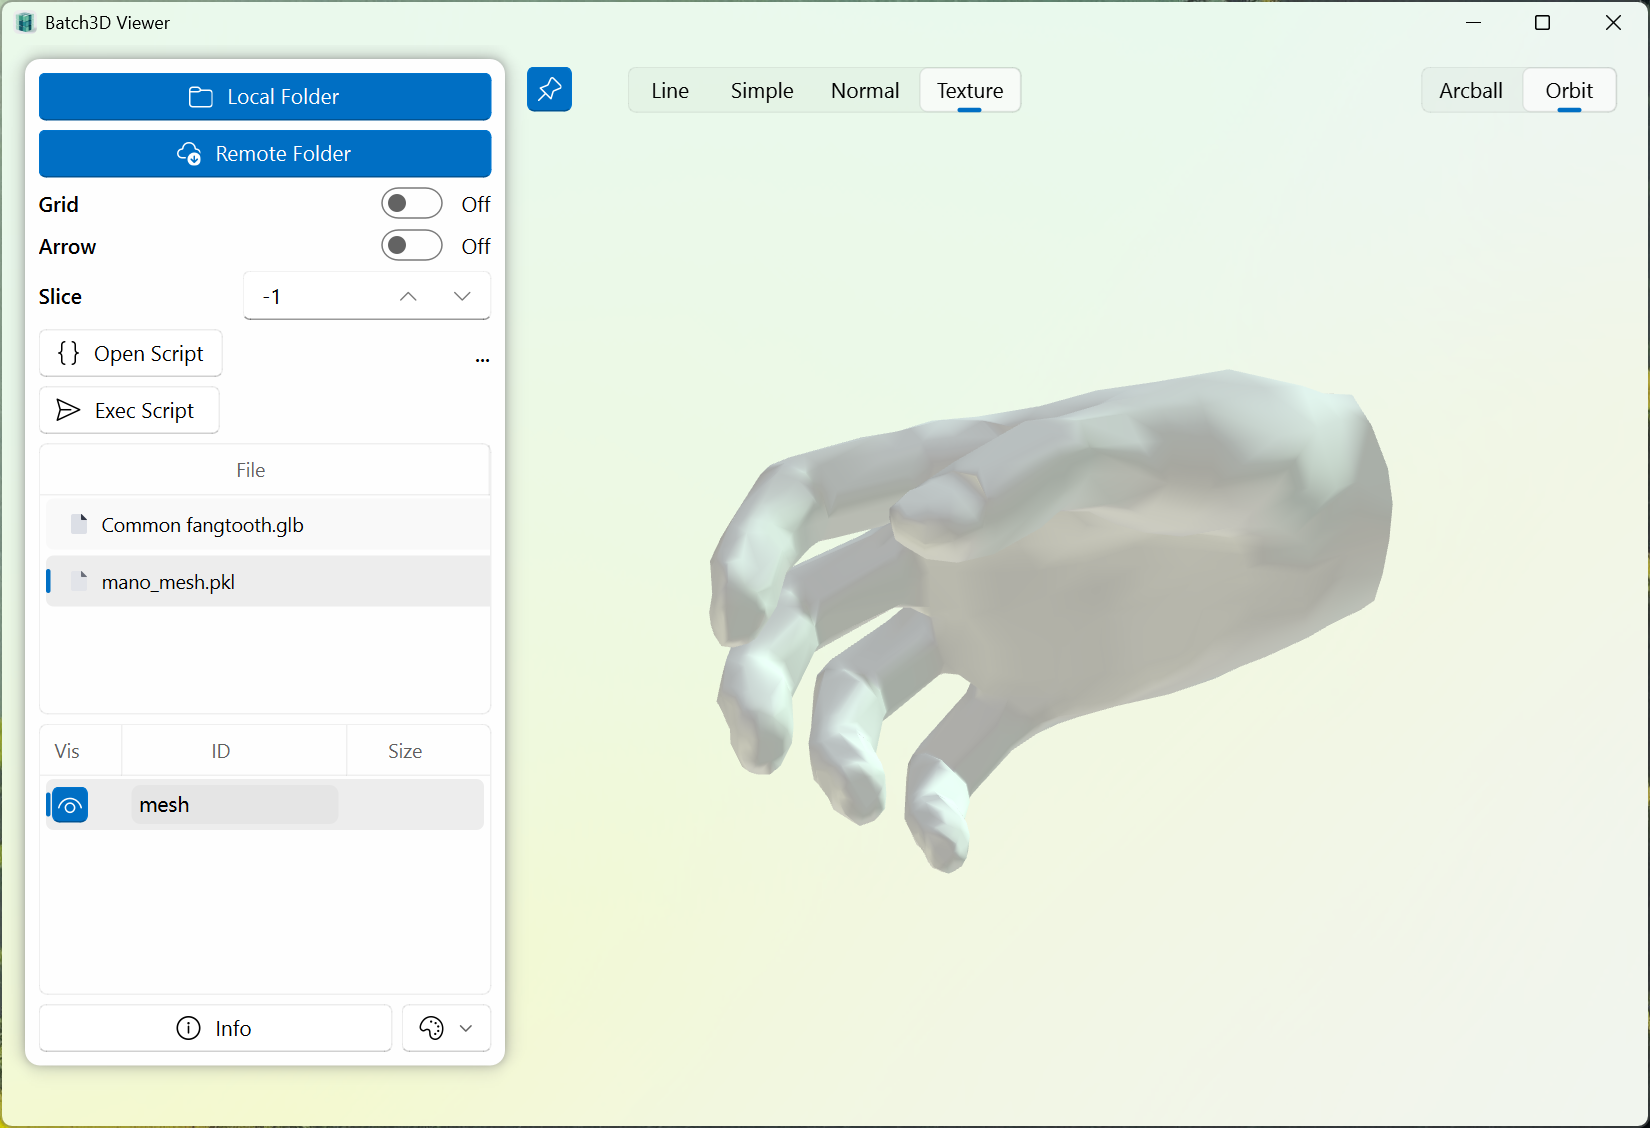 Batch3D Viewer
Local Folder
Remote Folder
Grid Off
Arrow Off
Slice -1
{} Open Script ...
Exec Script
File
Common fangtooth.glb
mano_mesh.pkl
Vis ID Size
mesh
Info
Line Simple Normal Texture
Arcball Orbit